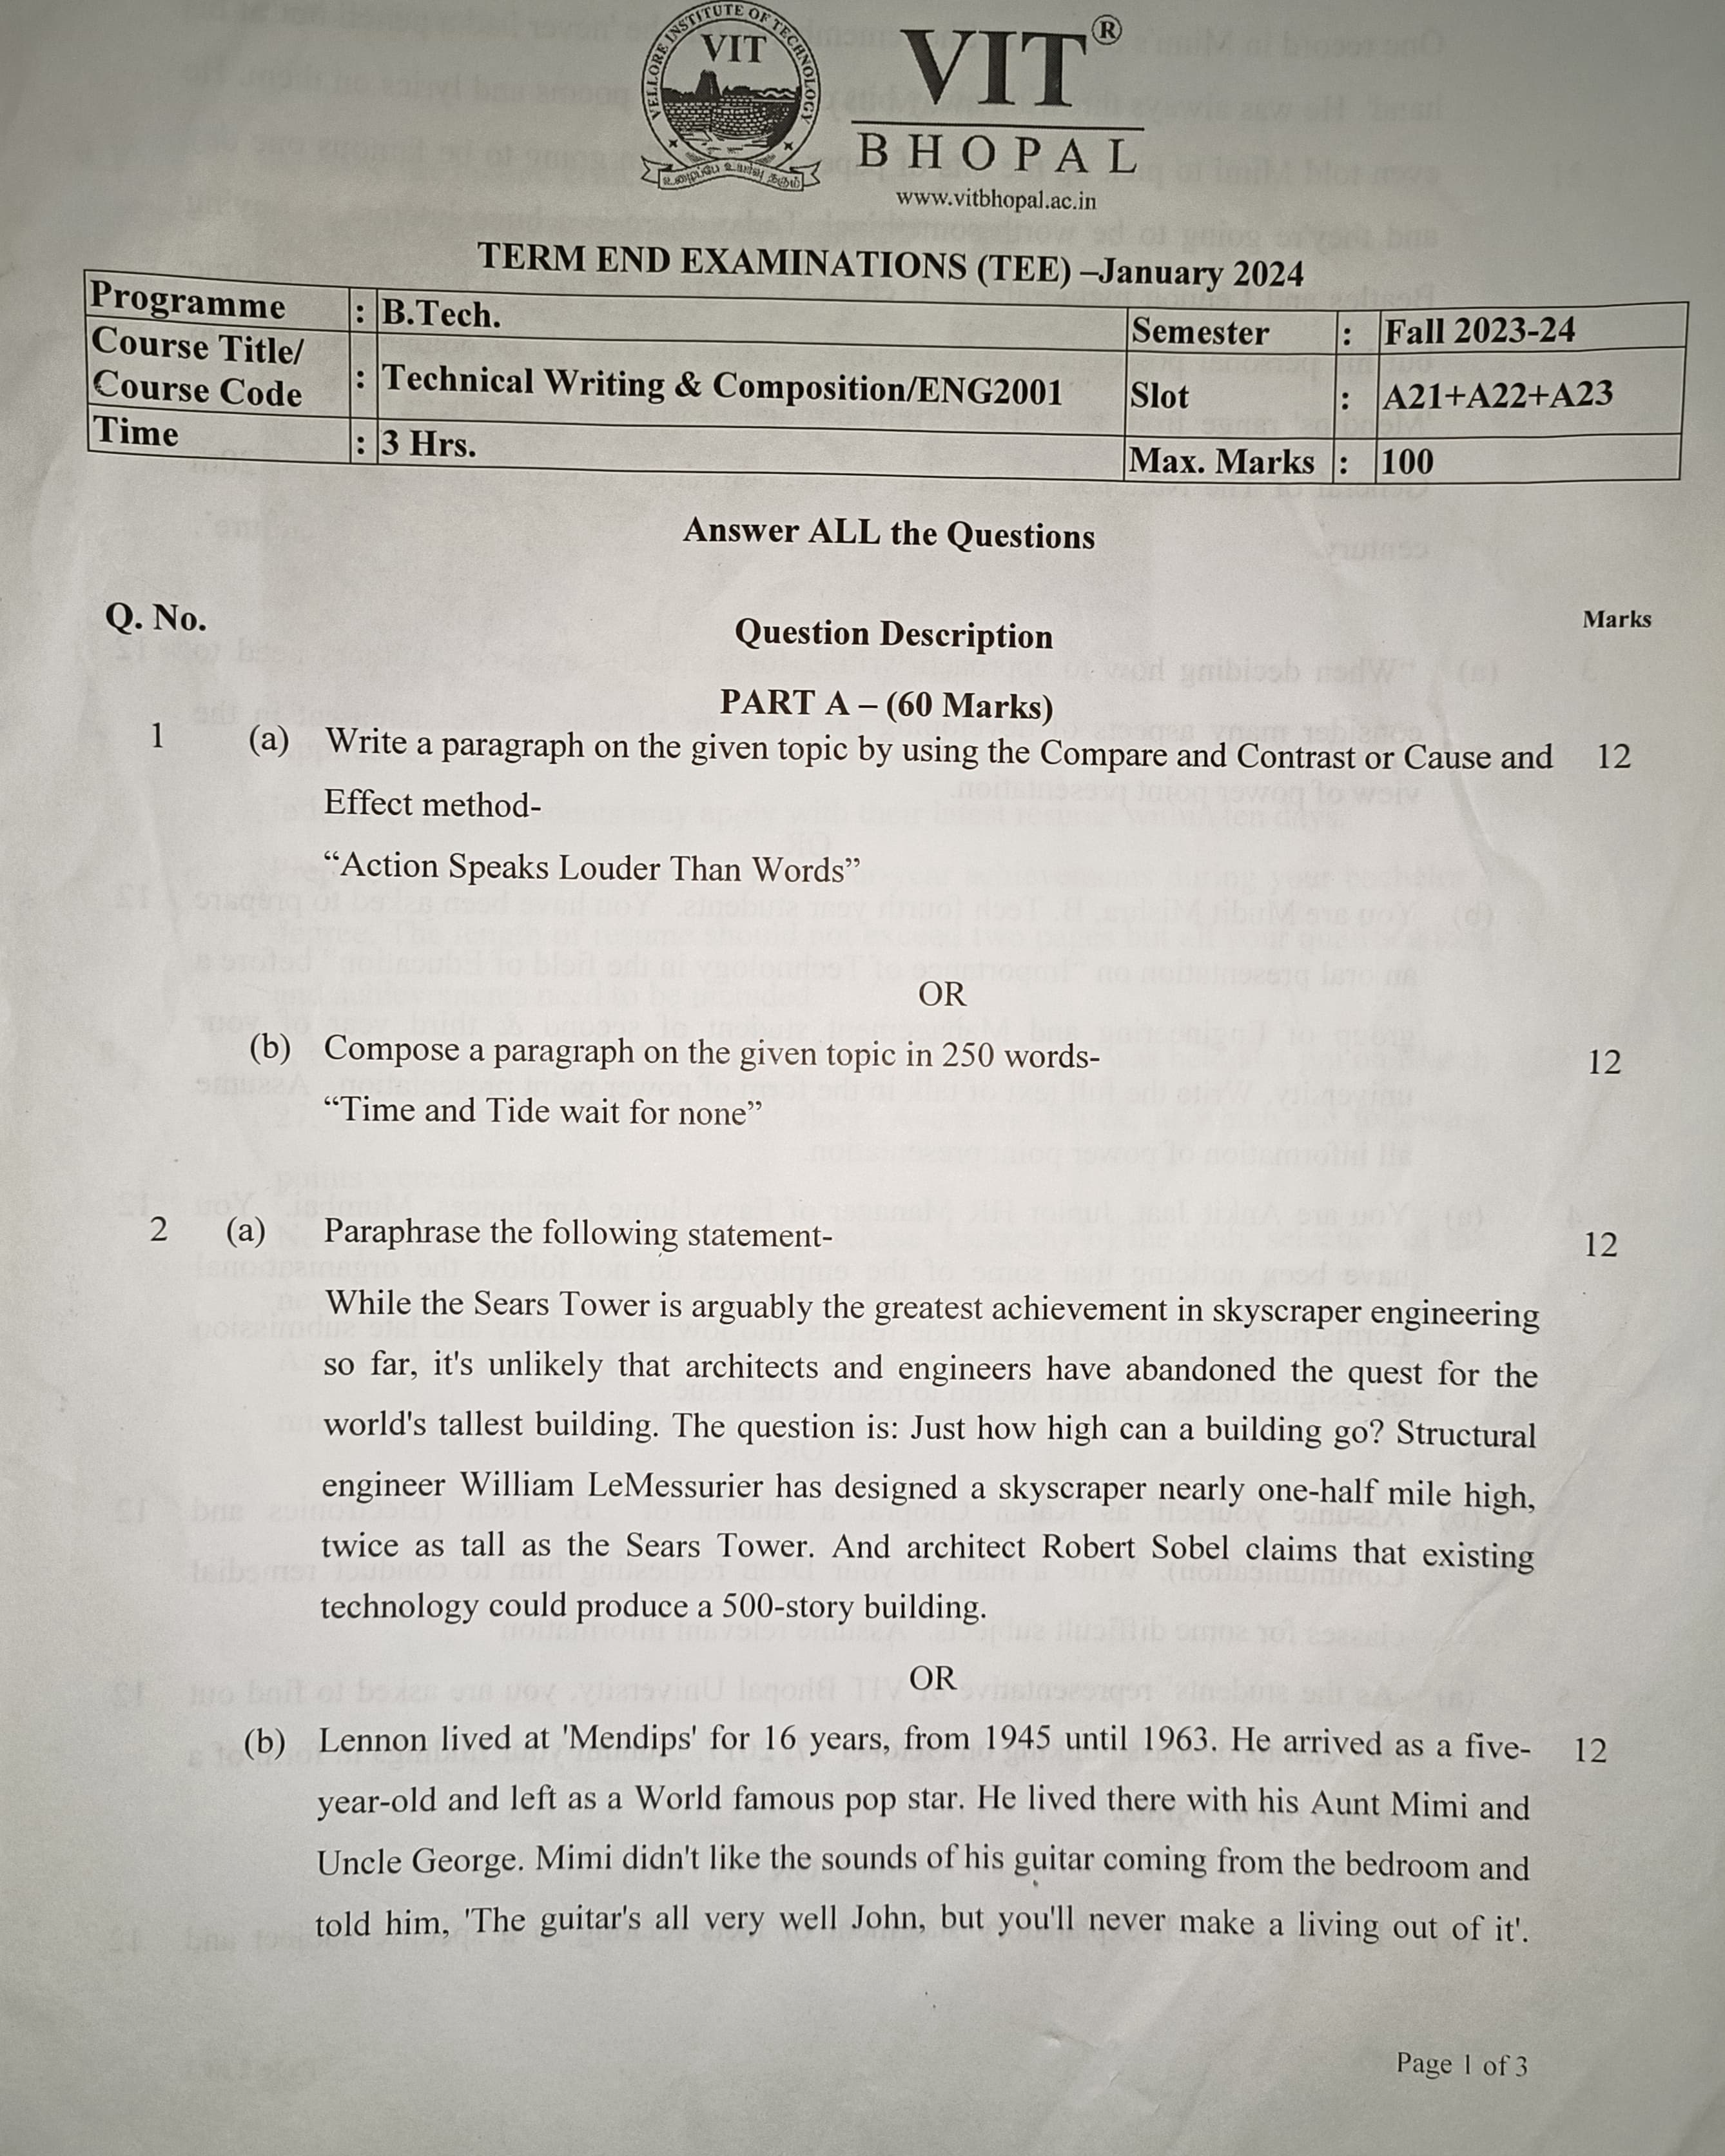 VELLORE INSTITUTE OF TECHNOLOGY
VIT
VIT®
BHOPAL
www.vitbhopal.ac.in
TERM END EXAMINATIONS (TEE) –January 2024
Programme : B.Tech. Semester : Fall 2023-24
Course Title/
Course Code : Technical Writing & Composition/ENG2001 Slot : A21+A22+A23
Time : 3 Hrs. Max. Marks : 100
Answer ALL the Questions
Q. No. Question Description Marks
PART A – (60 Marks)
1 (a) Write a paragraph on the given topic by using the Compare and Contrast or Cause and 12
Effect method-
“Action Speaks Louder Than Words”
OR
(b) Compose a paragraph on the given topic in 250 words- 12
“Time and Tide wait for none”
2 (a) Paraphrase the following statement- 12
While the Sears Tower is arguably the greatest achievement in skyscraper engineering
so far, it's unlikely that architects and engineers have abandoned the quest for the
world's tallest building. The question is: Just how high can a building go? Structural
engineer William LeMessurier has designed a skyscraper nearly one-half mile high,
twice as tall as the Sears Tower. And architect Robert Sobel claims that existing
technology could produce a 500-story building.
OR
(b) Lennon lived at 'Mendips' for 16 years, from 1945 until 1963. He arrived as a five- 12
year-old and left as a World famous pop star. He lived there with his Aunt Mimi and
Uncle George. Mimi didn't like the sounds of his guitar coming from the bedroom and
told him, 'The guitar's all very well John, but you'll never make a living out of it'.
Page 1 of 3